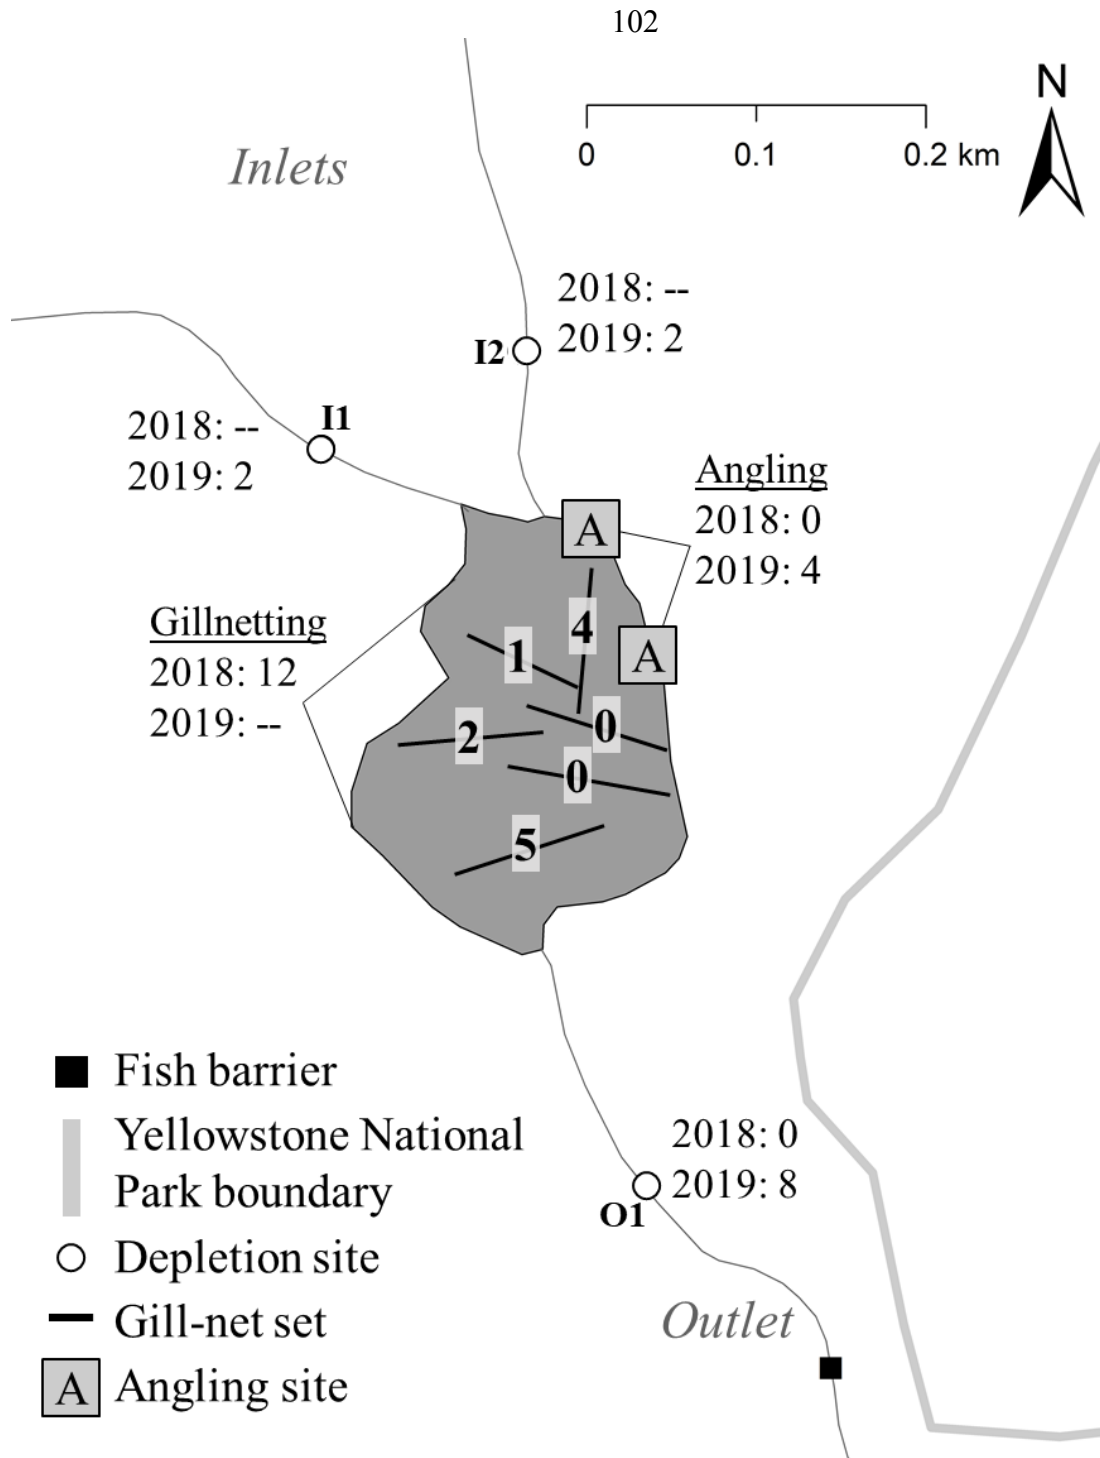 102
N
0 0.1 0.2 km
Inlets
2018: --
2019: 2
I2
I1
2018: --
2019: 2
Angling
2018: 0
2019: 4
A
A
Gillnetting
2018: 12
2019: --
4
1
0
2
0
5
2018: 0
2019: 8
O1
Outlet
Fish barrier
Yellowstone National
Park boundary
Depletion site
Gill-net set
A Angling site